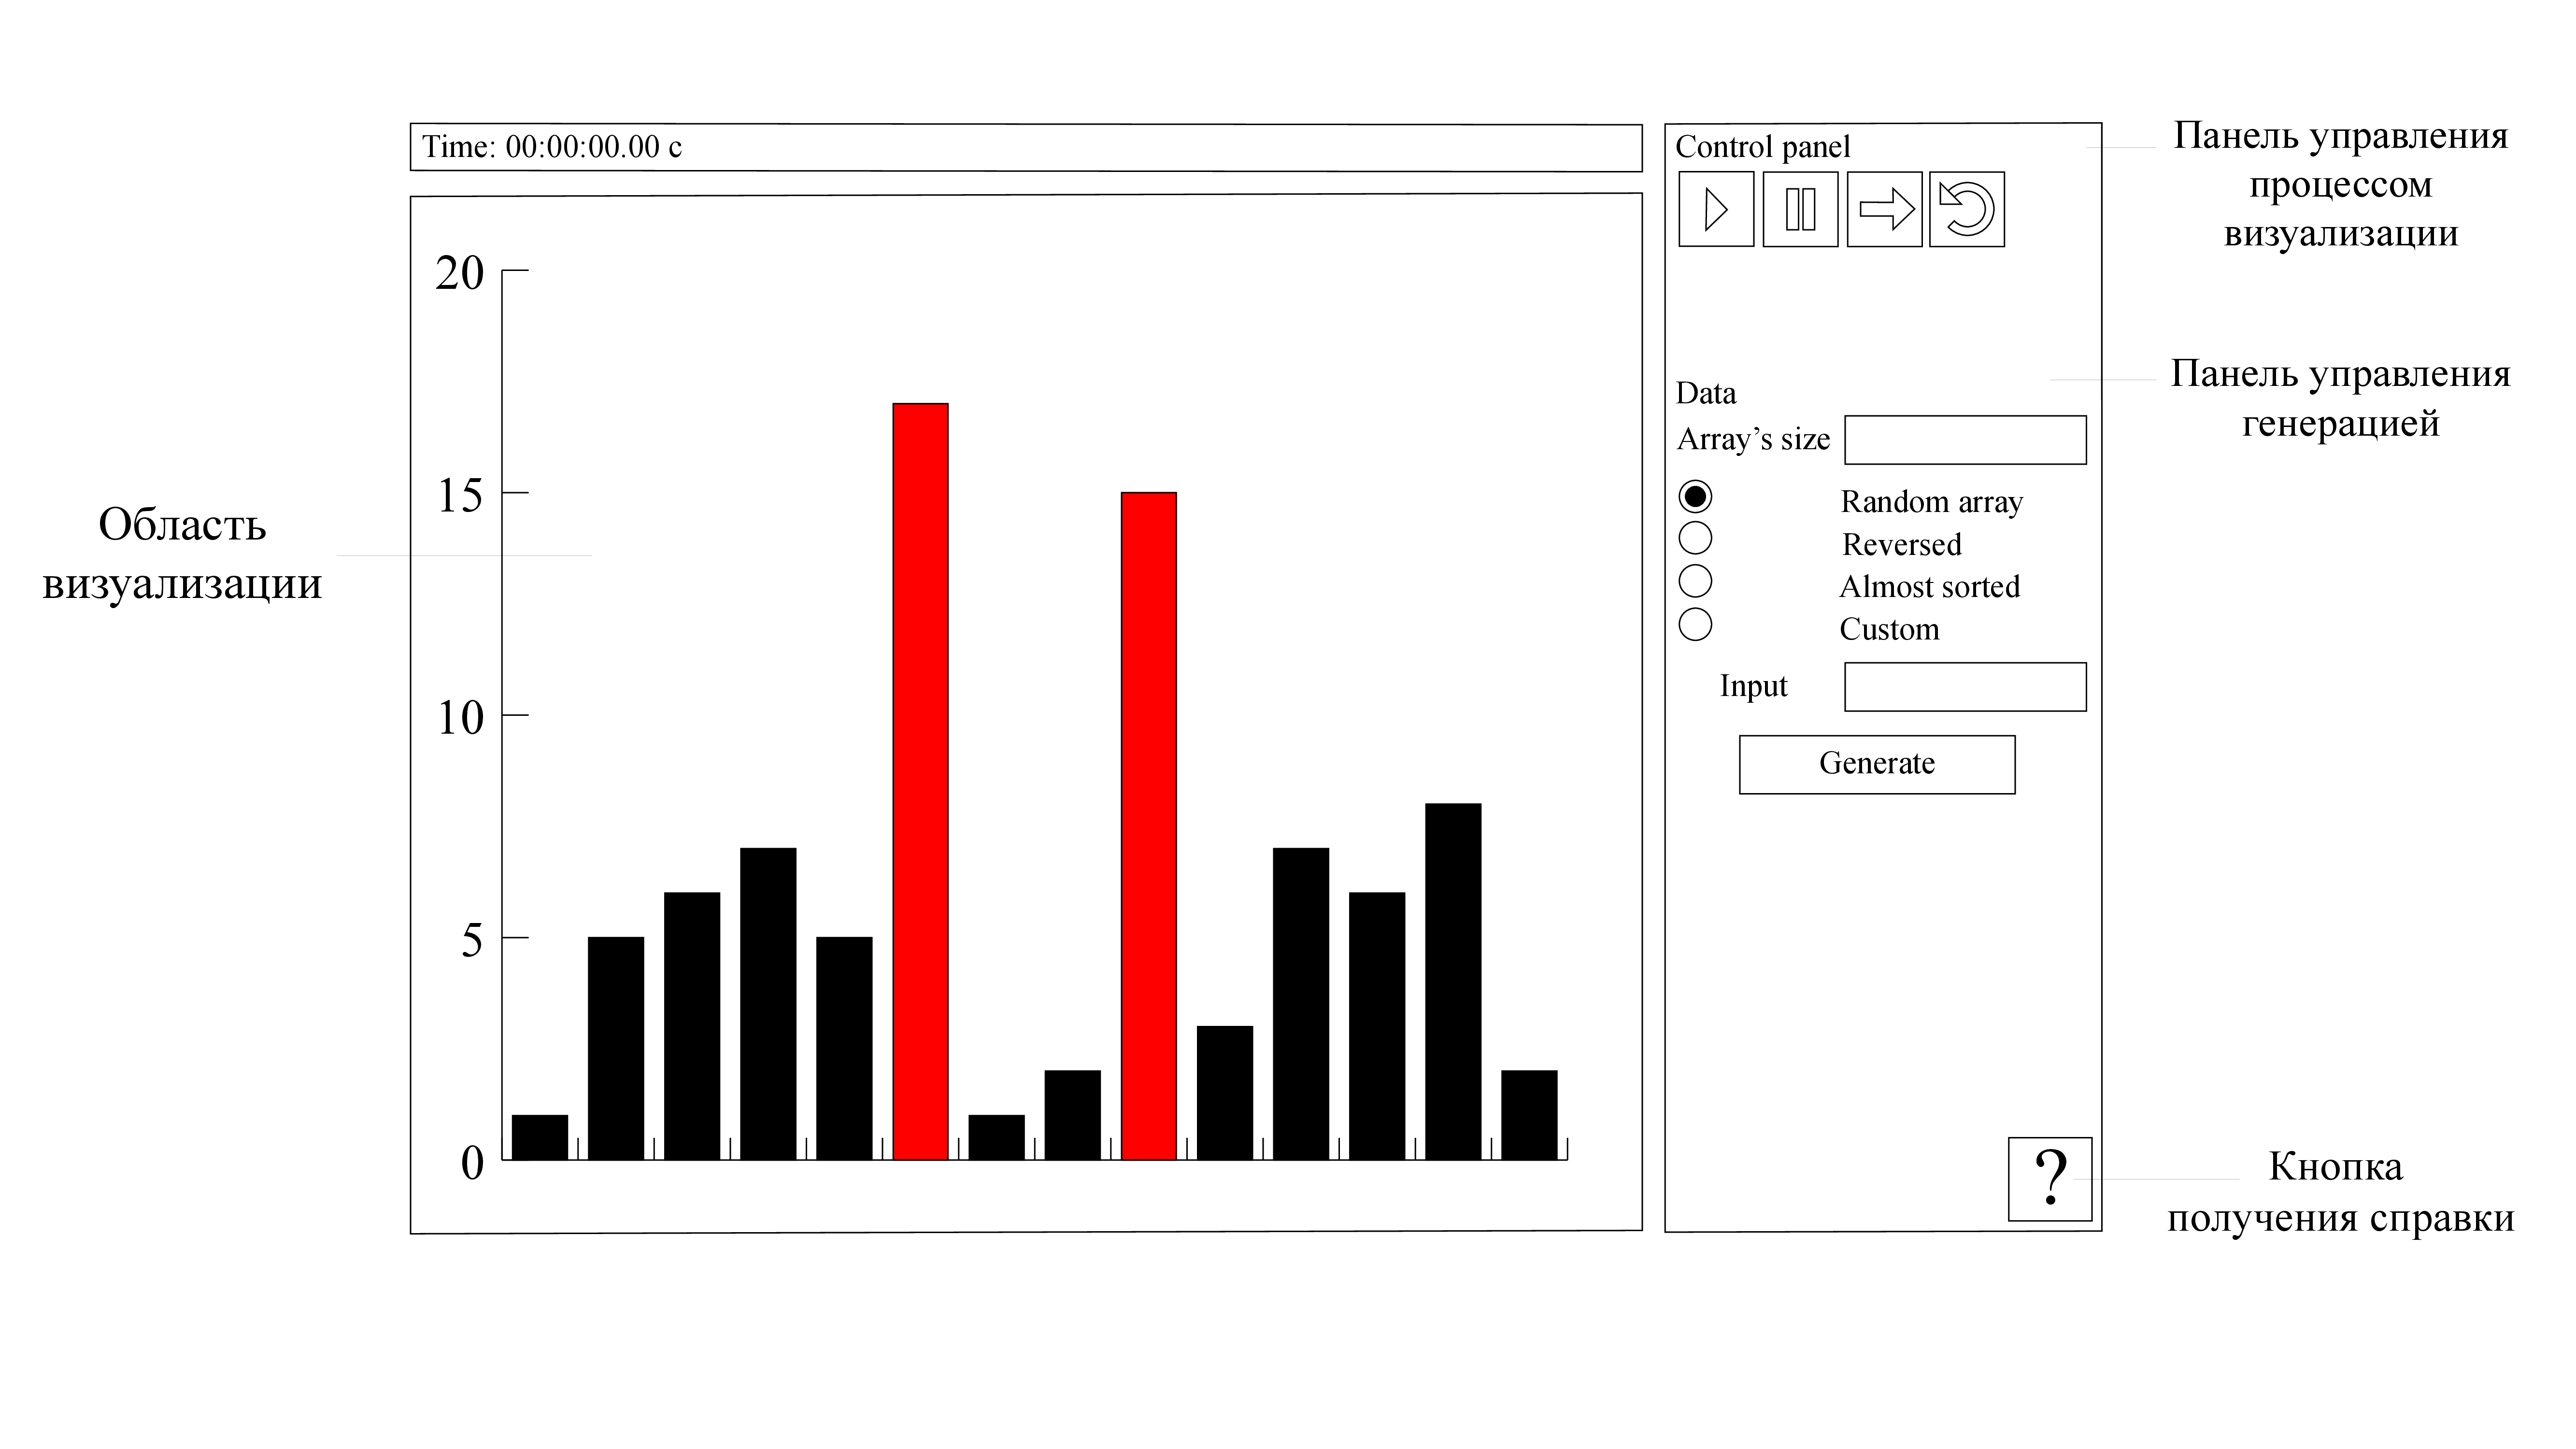 Time: 00:00:00.00 c
20
15
10
5
0
Область
визуализации
Control panel
Data
Array’s size
Random array
Reversed
Almost sorted
Custom
Input
Generate
?
Панель управления
процессом
визуализации
Панель управления
генерацией
Кнопка
получения справки